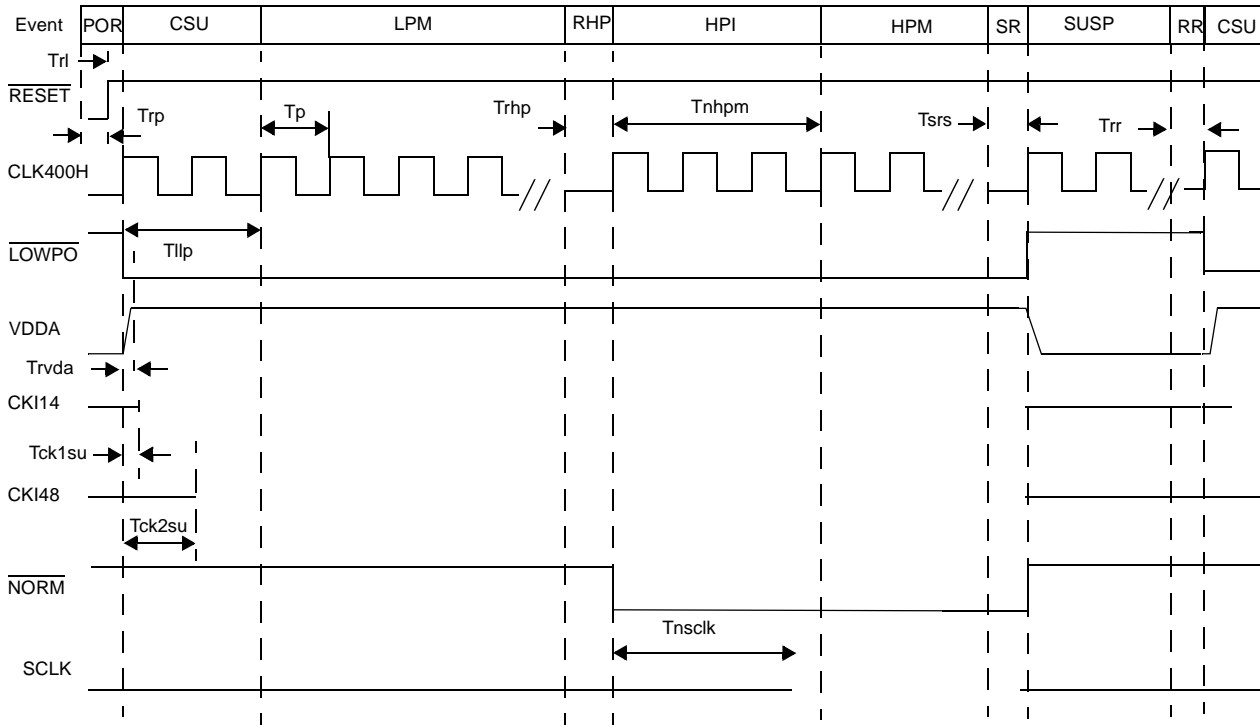 Event POR CSU LPM RHP HPI HPM SR SUSP RR CSU
Trl
RESET
Trp Tp Trhp Tnhpm Tsrs Trr
CLK400H
LOWPO
Tllp
VDDA
Trvda
CKI14
Tck1su
CKI48
Tck2su
NORM
Tnsclk
SCLK